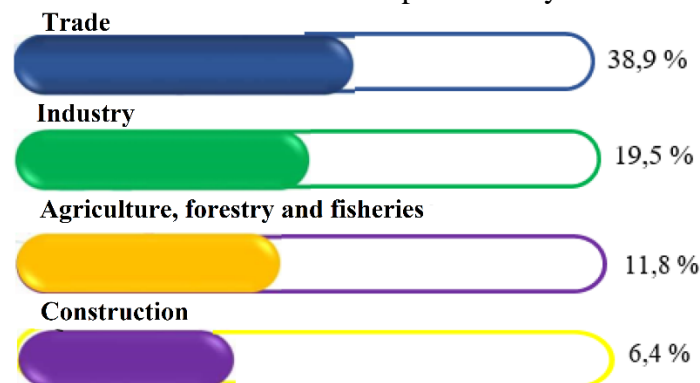 Trade
38,9 %
Industry
19,5 %
Agriculture, forestry and fisheries
11,8 %
Construction
6,4 %